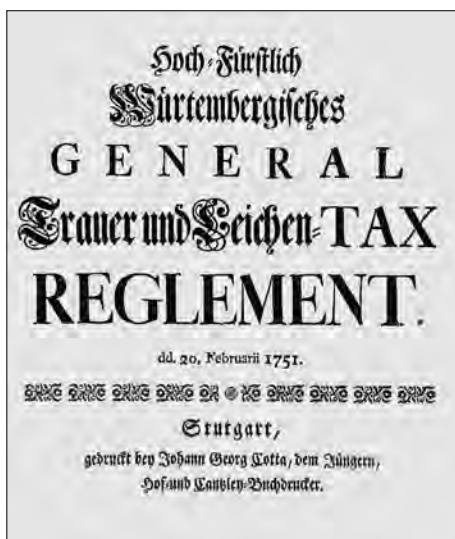 Hoch-Fürstlich
Würtembergisches
GENERAL
Trauer und Leichen-TAX
REGLEMENT.
dd. 20. Februarii 1751.
Stutgart,
gedruckt bey Johann Georg Cotta, dem Jüngern,
Hof-und Cantzley-Buchdrucker.